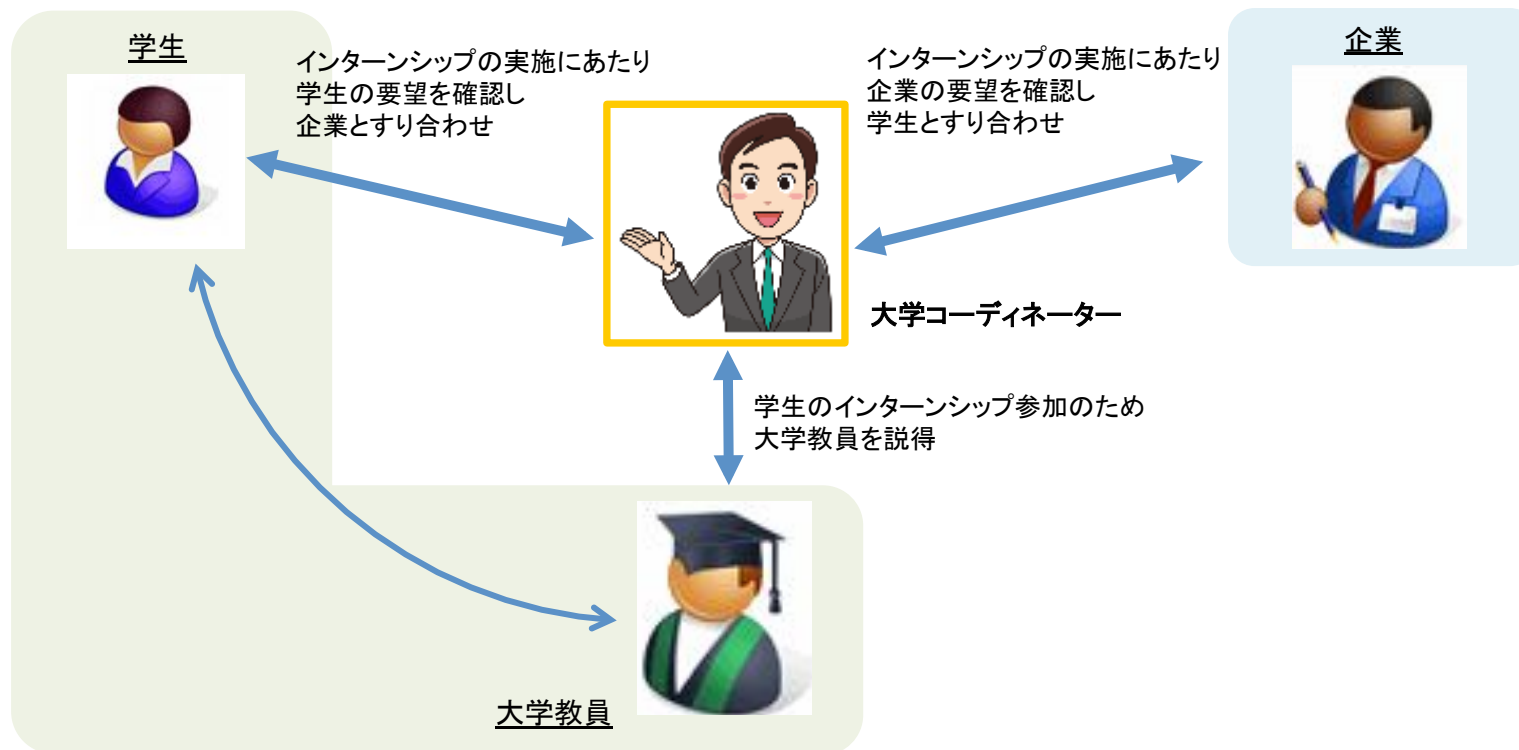 学生
インターンシップの実施にあたり
学生の要望を確認し
企業とすり合わせ
インターンシップの実施にあたり
企業の要望を確認し
学生とすり合わせ
企業
大学コーディネーター
学生のインターンシップ参加のため
大学教員を説得
大学教員